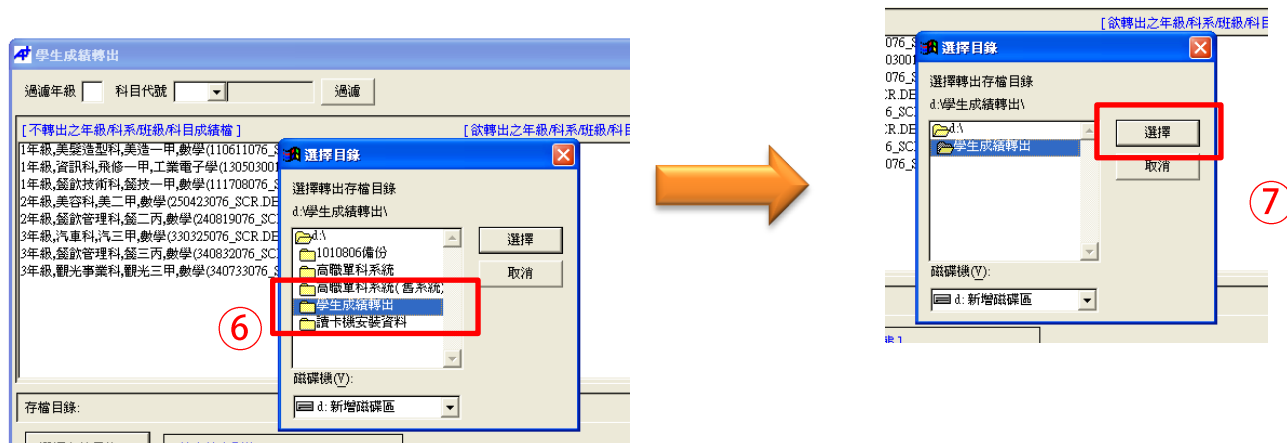 學生成績轉出
過濾年級 科目代號 過濾
[不轉出之年級/科系/班級/科目成績檔] [欲轉出之年級/科系/班級/科目
1年級,美髮造型科,美造一甲,數學(110611076_S
1年級,資訊科,飛修一甲,工業電子學(130503001
1年級,餐飲技術科,餐技一甲,數學(111708076_S
2年級,美容科,美二甲,數學(250423076_SCR.DE
2年級,餐飲管理科,餐二丙,數學(240819076_SC
3年級,汽車科,汽三甲,數學(330325076_SCR.DE
3年級,餐飲管理科,餐三丙,數學(340832076_SC
3年級,觀光事業科,觀光三甲,數學(340733076_S
選擇目錄
選擇轉出存檔目錄
d:\學生成績轉出\
d:\
1010806備份
高職單科系統
高職單科系統(舊系統)
學生成績轉出
讀卡機安裝資料
選擇
取消
磁碟機(V):
d: 新增磁碟區
存檔目錄:
⑥
[欲轉出之年級/科系/班級/科目
076_S
03001
076_S
CR.DE
6_SC
CR.DE
6_SC
076_S
選擇目錄
選擇轉出存檔目錄
d:\學生成績轉出\
d:\
學生成績轉出
選擇
取消
磁碟機(V):
d: 新增磁碟區
⑦